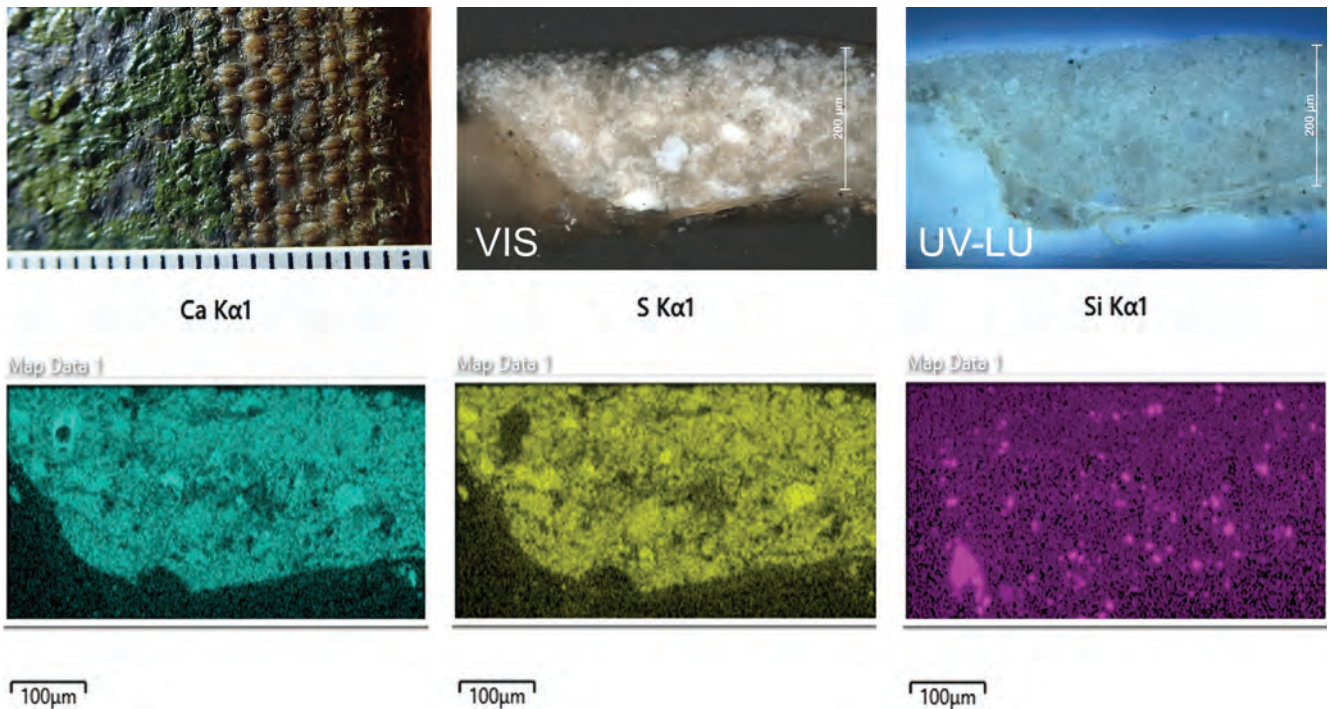 200 µm
VIS
200 µm
UV-LU
Ca Kα1
S Kα1
Si Kα1
Map Data 1
Map Data 1
Map Data 1
100µm
100µm
100µm